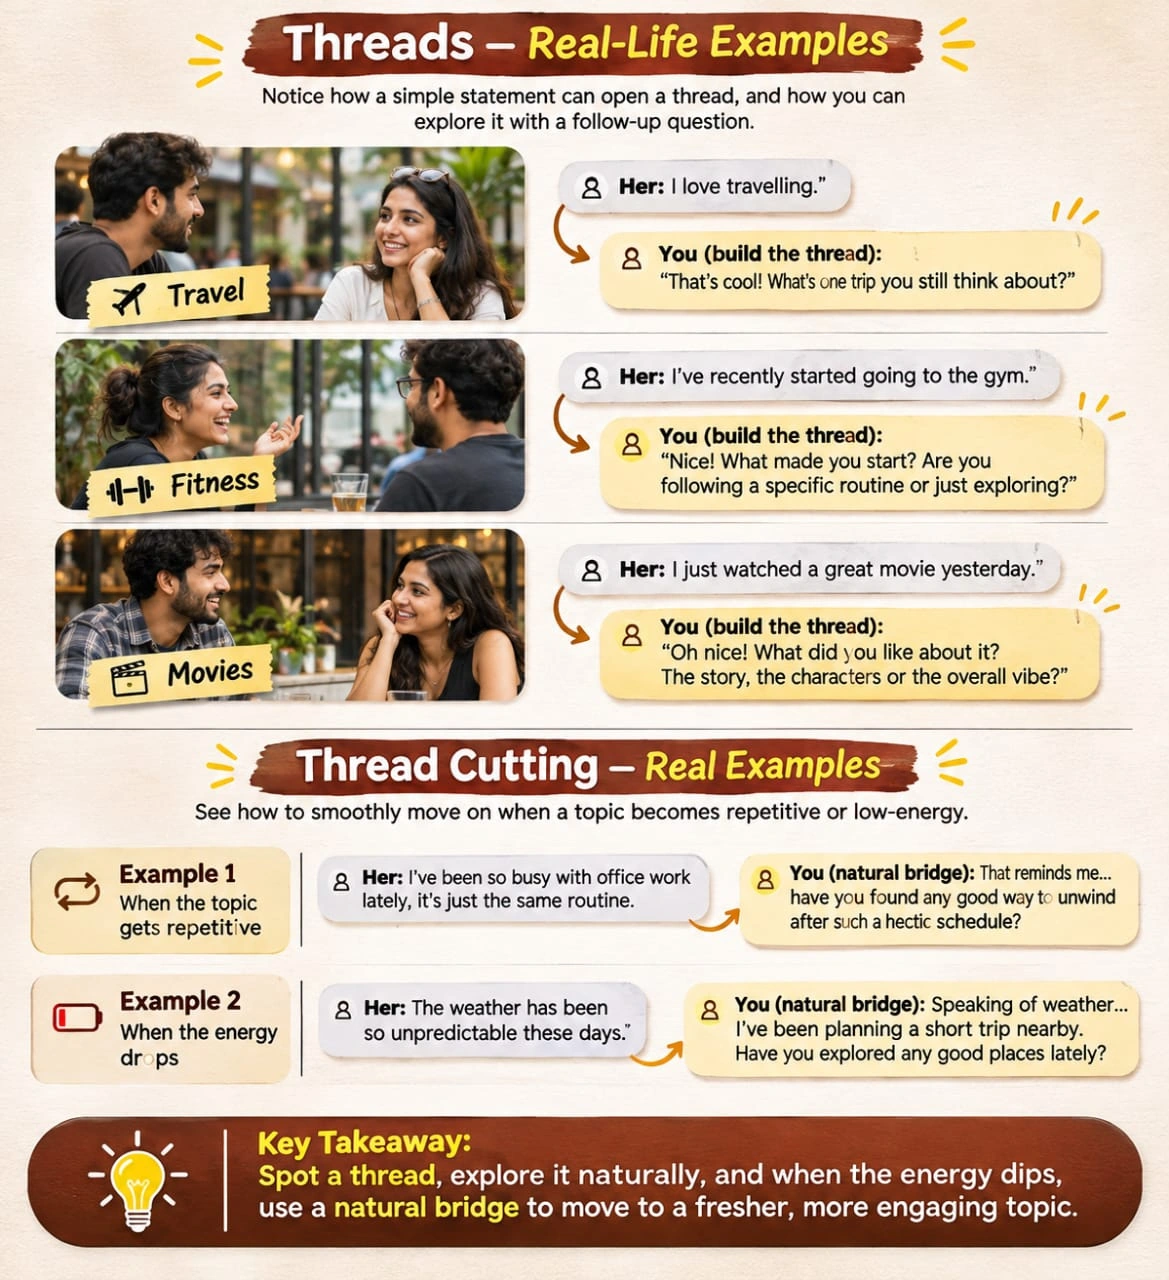 Threads – Real-Life Examples
Notice how a simple statement can open a thread, and how you can
explore it with a follow-up question.
Travel
Her: I love travelling.”
You (build the thread):
“That's cool! What's one trip you still think about?”
Fitness
Her: I've recently started going to the gym.”
You (build the thread):
“Nice! What made you start? Are you
following a specific routine or just exploring?”
Movies
Her: I just watched a great movie yesterday.”
You (build the thread):
“Oh nice! What did you like about it?
The story, the characters or the overall vibe?”
Thread Cutting – Real Examples
See how to smoothly move on when a topic becomes repetitive or low-energy.
Example 1
When the topic
gets repetitive
Her: I've been so busy with office work
lately, it's just the same routine.
You (natural bridge): That reminds me...
have you found any good way to unwind
after such a hectic schedule?
Example 2
When the energy
drops
Her: The weather has been
so unpredictable these days.”
You (natural bridge): Speaking of weather...
I've been planning a short trip nearby.
Have you explored any good places lately?
Key Takeaway:
Spot a thread, explore it naturally, and when the energy dips,
use a natural bridge to move to a fresher, more engaging topic.